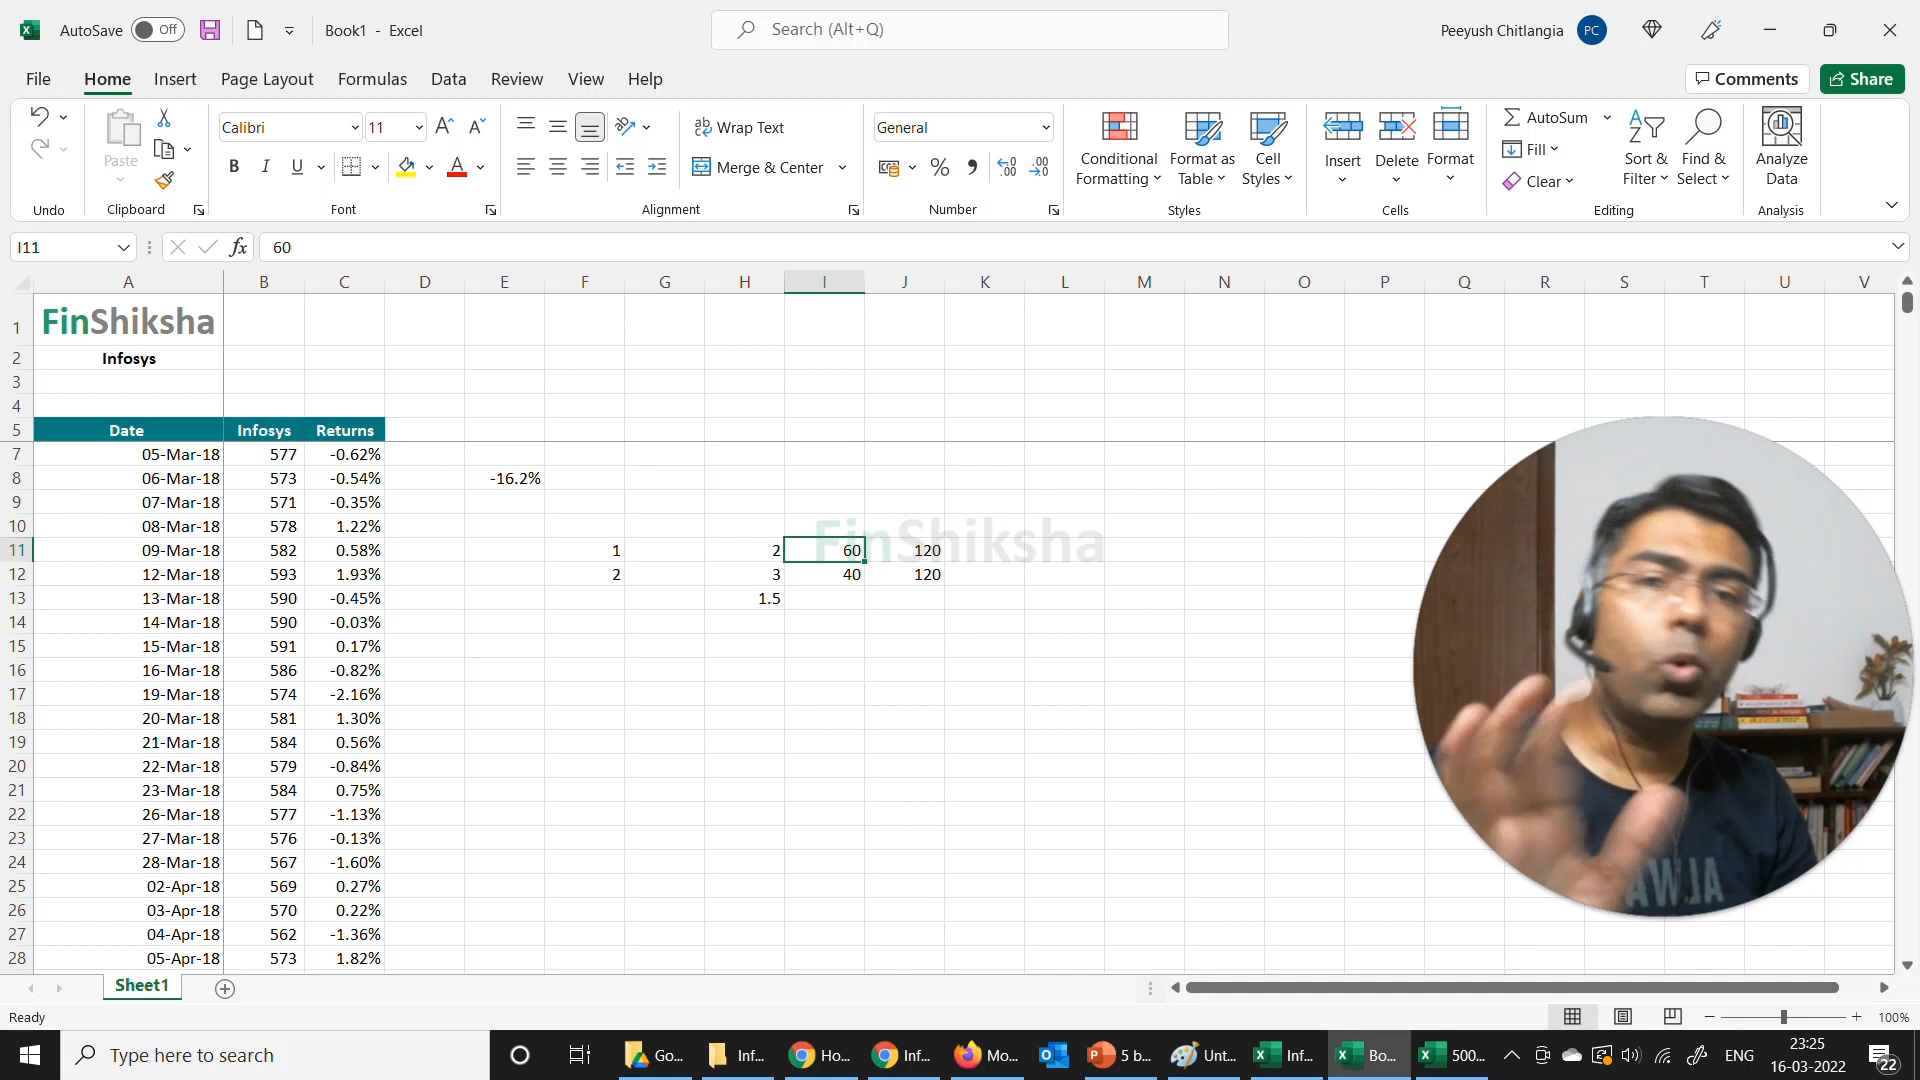 AutoSave Off Book1 - Excel Search (Alt+Q) Peeyush Chitlangia PC
File Home Insert Page Layout Formulas Data Review View Help Comments Share
Calibri 11 Wrap Text General AutoSum
Paste B I U Merge & Center % Conditional Formatting Format as Table Cell Styles Insert Delete Format Fill Clear Sort & Filter Find & Select Analyze Data
Undo Clipboard Font Alignment Number Styles Cells Editing Analysis
I11 fx 60
A B C D E F G H I J K L M N O P Q R S T U V
1 FinShiksha
2 Infosys
3
4
5 Date Infosys Returns
7 05-Mar-18 577 -0.62%
8 06-Mar-18 573 -0.54% -16.2%
9 07-Mar-18 571 -0.35%
10 08-Mar-18 578 1.22%
FinShiksha
11 09-Mar-18 582 0.58% 1 2 60 120
12 12-Mar-18 593 1.93% 2 3 40 120
13 13-Mar-18 590 -0.45% 1.5
14 14-Mar-18 590 -0.03%
15 15-Mar-18 591 0.17%
16 16-Mar-18 586 -0.82%
17 19-Mar-18 574 -2.16%
18 20-Mar-18 581 1.30%
19 21-Mar-18 584 0.56%
20 22-Mar-18 579 -0.84%
21 23-Mar-18 584 0.75%
22 26-Mar-18 577 -1.13%
23 27-Mar-18 576 -0.13%
24 28-Mar-18 567 -1.60%
25 02-Apr-18 569 0.27%
26 03-Apr-18 570 0.22%
27 04-Apr-18 562 -1.36%
28 05-Apr-18 573 1.82%
Sheet1
Ready 100%
Type here to search Go... Inf... Ho... Inf... Mo... 5 b... Unt... Inf... Bo... 500... ENG 23:25
16-03-2022 22